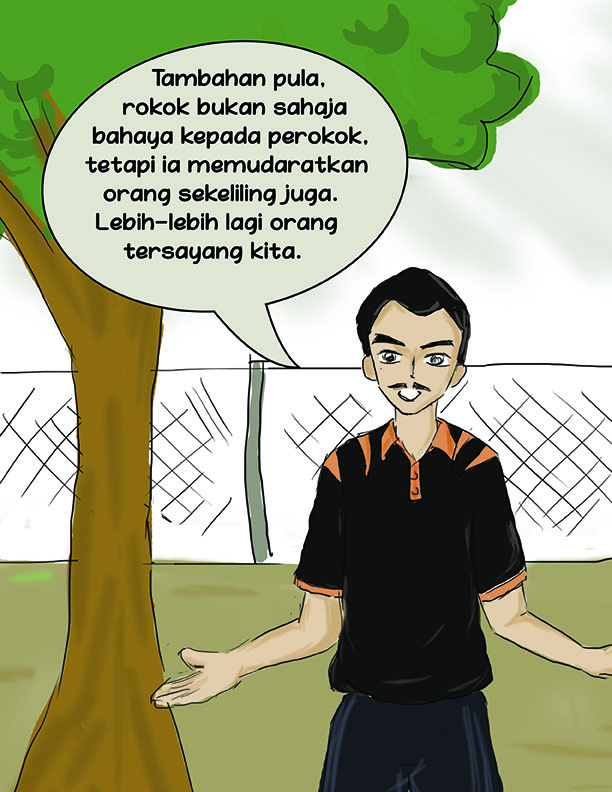 Tambahan pula,
rokok bukan sahaja
bahaya kepada perokok,
tetapi ia memudaratkan
orang sekeliling juga.
Lebih-lebih lagi orang
tersayang kita.